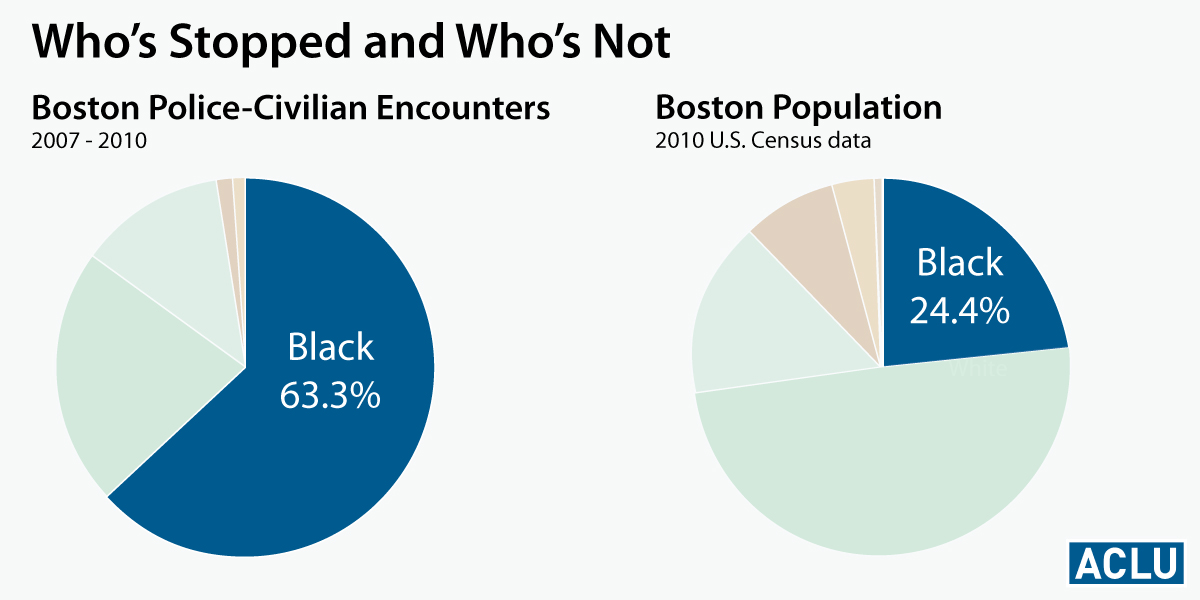 Who's Stopped and Who's Not
Boston Police-Civilian Encounters
2007 - 2010
Boston Population
2010 U.S. Census data
Black
63.3%
Black
24.4%
White
ACLU